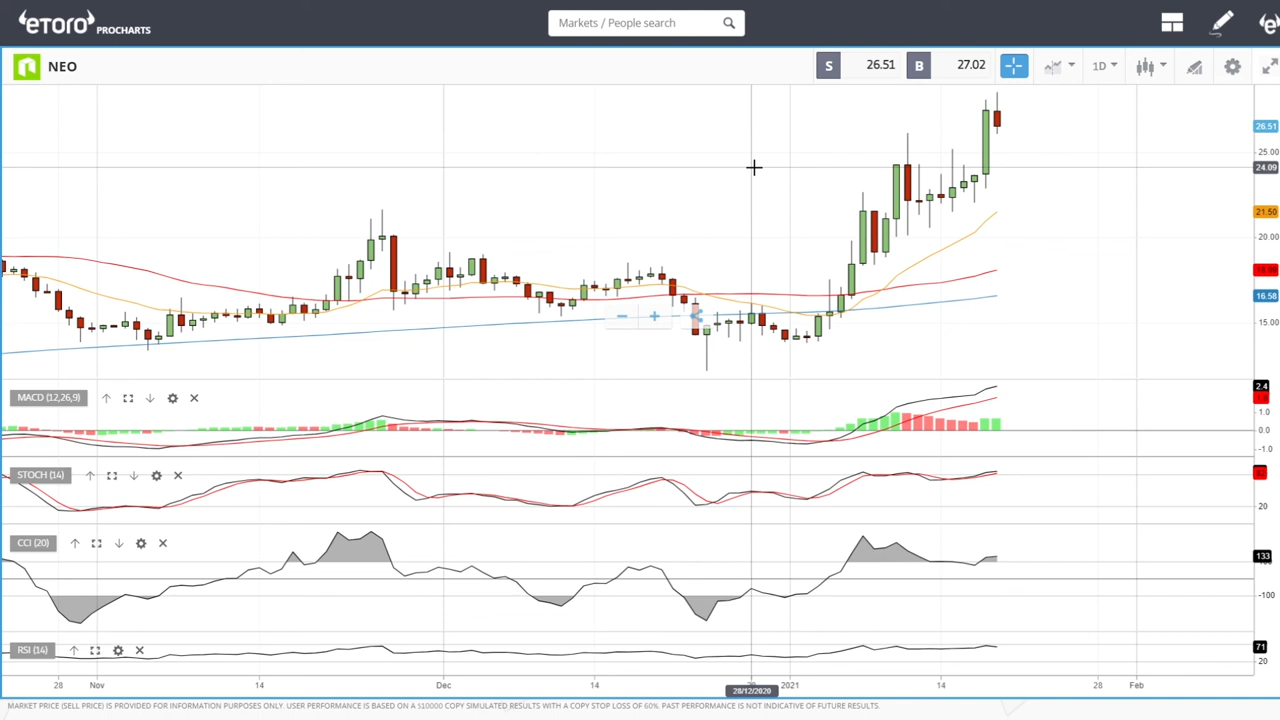 eToro PROCHARTS
Markets / People search
NEO
S 26.51 B 27.02
1D
26.51
25.00
24.09
21.50
20.00
16.58
15.00
MACD (12,26,9)
2.4
1.0
0.0
-1.0
STOCH (14)
20
CCI (20)
133
-100
RSI (14)
71
20
28 Nov 14 Dec 14 2021 14 28 Feb
28/12/2020
MARKET PRICE (SELL PRICE) IS PROVIDED FOR INFORMATION PURPOSES ONLY. USER PERFORMANCE IS BASED ON A $10000 COPY SIMULATED RESULTS WITH A COPY STOP LOSS OF 60%. PAST PERFORMANCE IS NOT INDICATIVE OF FUTURE RESULTS.